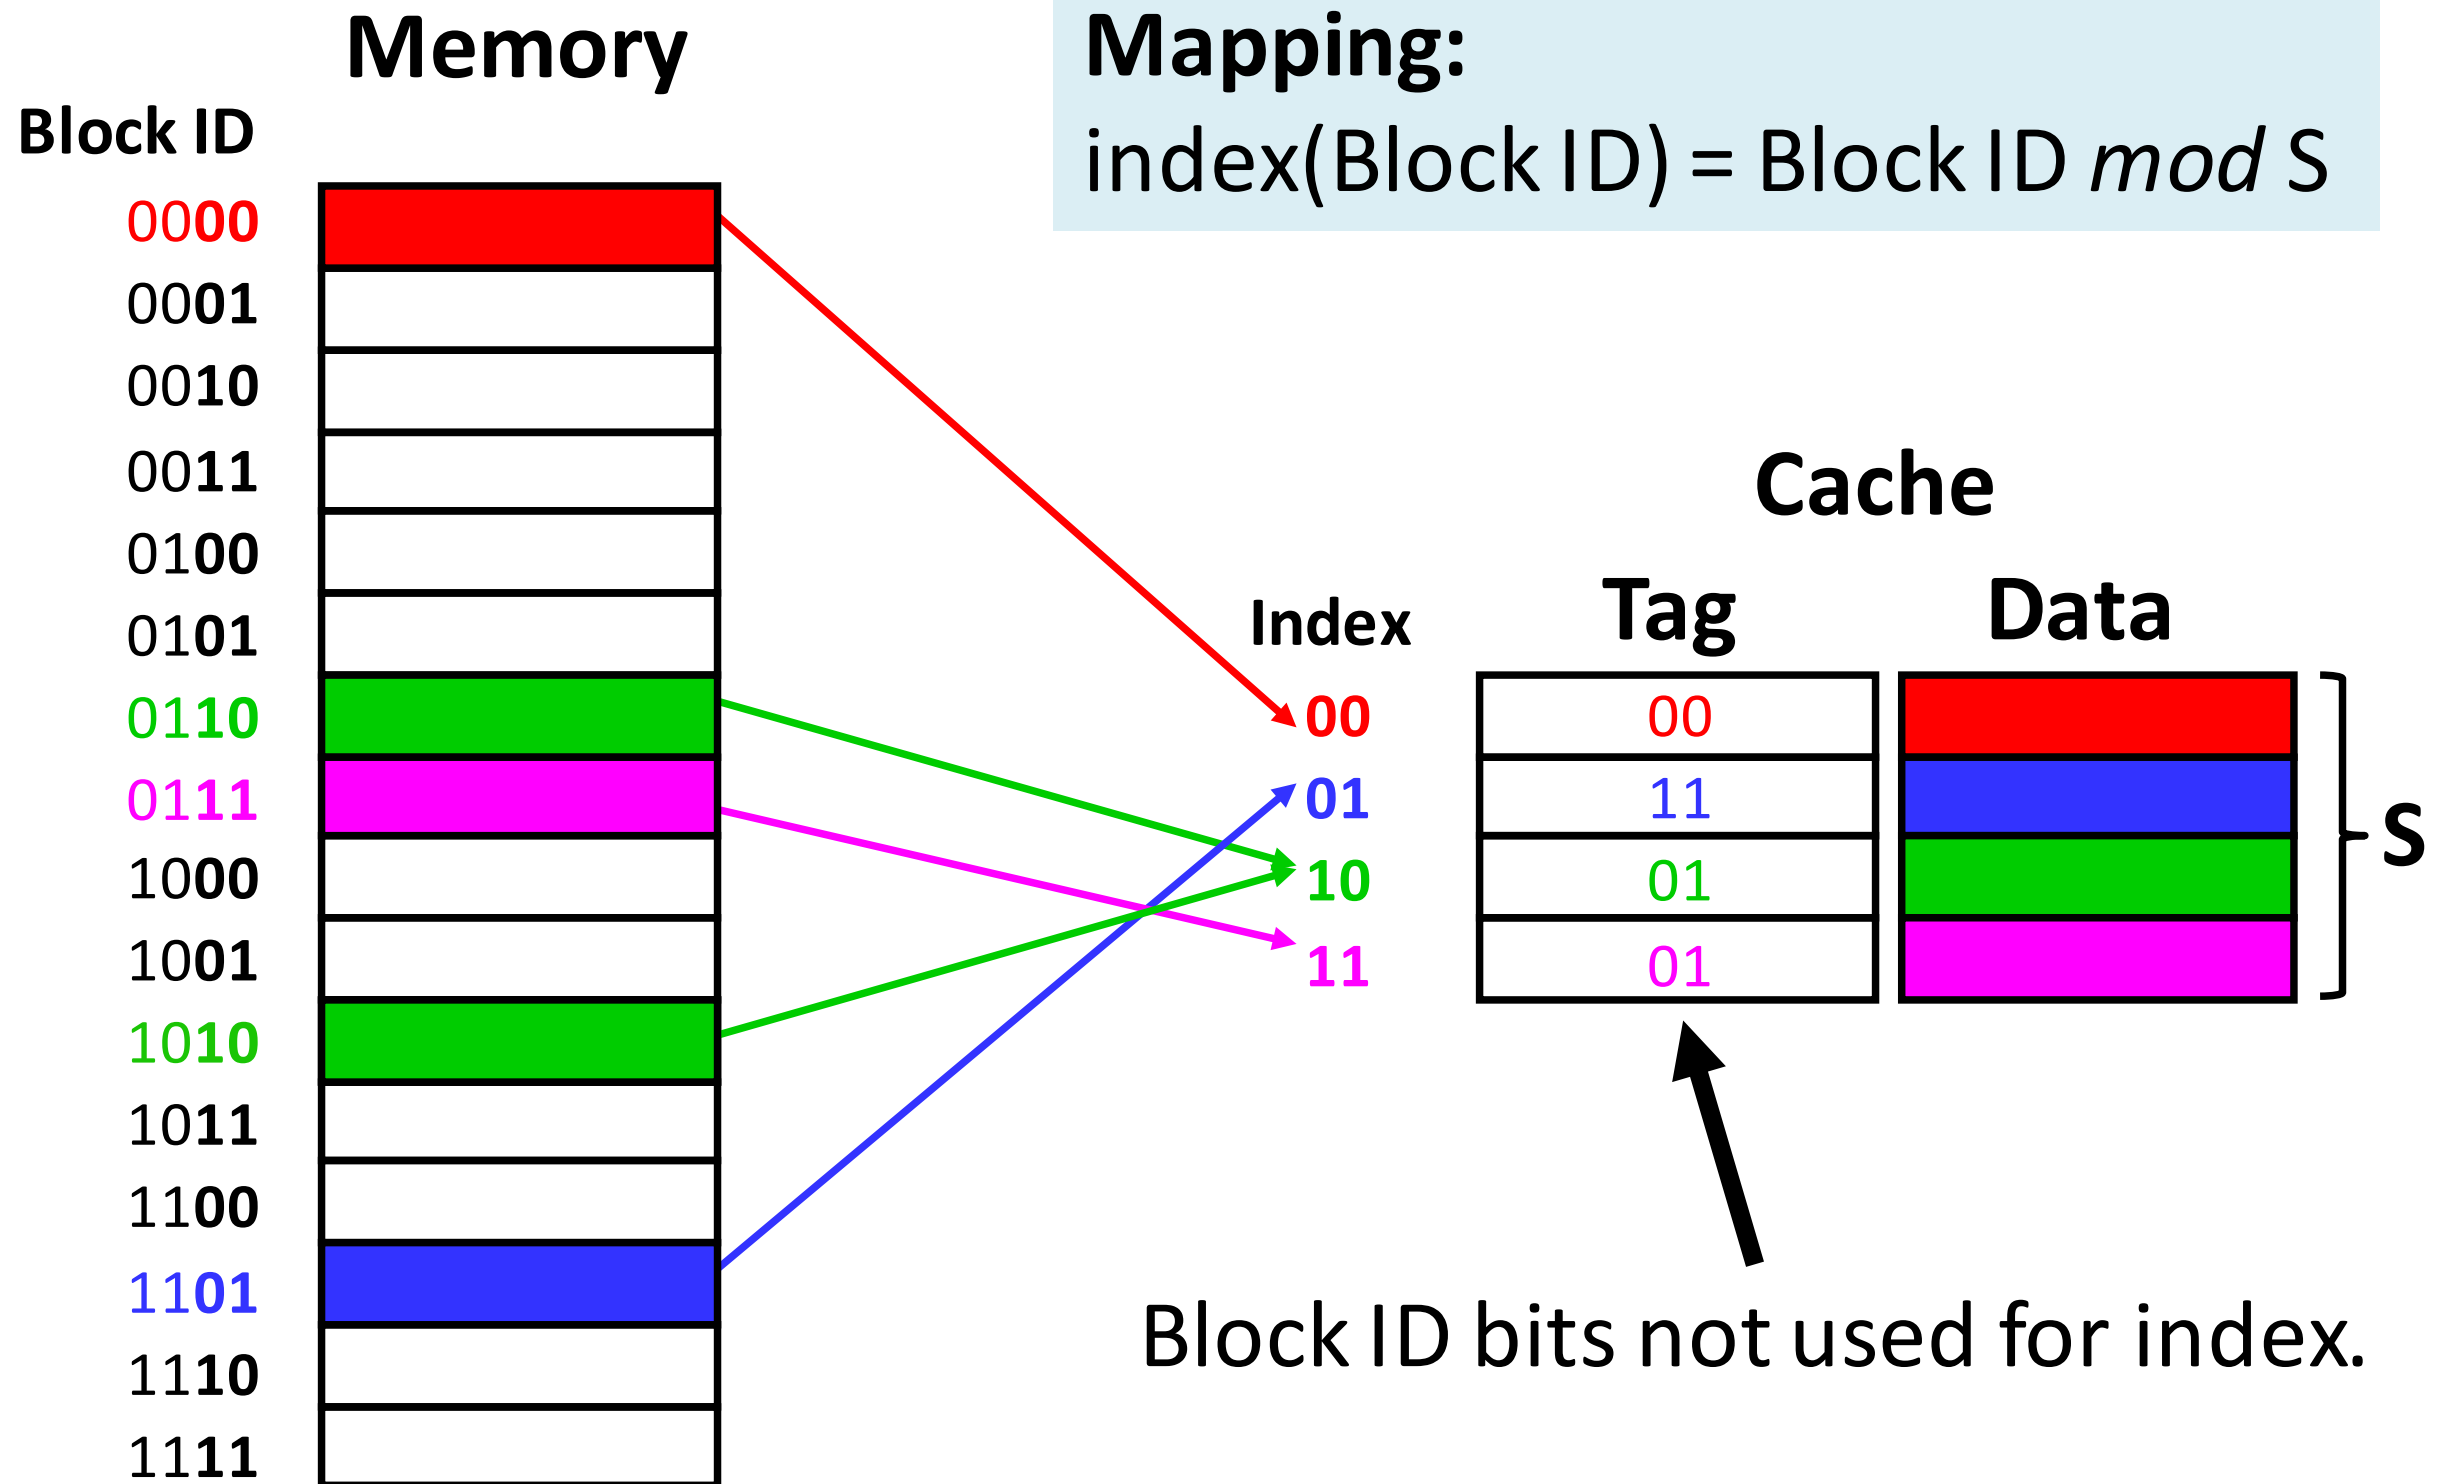 Memory
Block ID
0000
0001
0010
0011
0100
0101
0110
0111
1000
1001
1010
1011
1100
1101
1110
1111
Mapping:
index(Block ID) = Block ID mod S
Cache
Index Tag Data
00 00
01 11
10 01
11 01
S
Block ID bits not used for index.